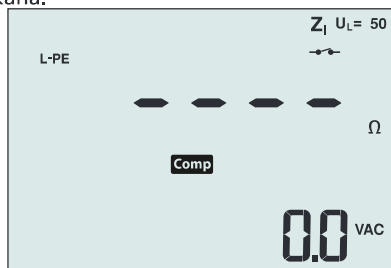 Z_I U_L= 50
L-PE
- - - -
Ω
Comp
0.0 VAC